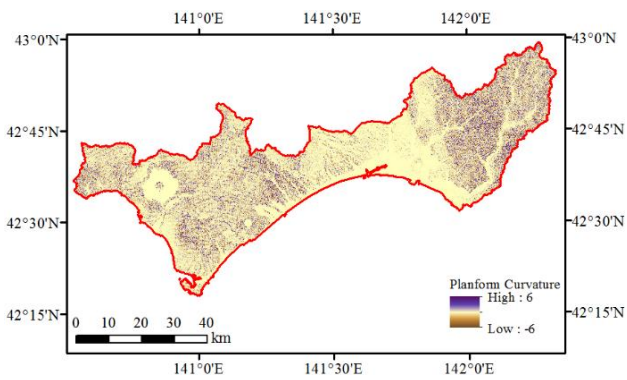 141°0'E 141°30'E 142°0'E
43°0'N 43°0'N
42°45'N 42°45'N
42°30'N 42°30'N
42°15'N 42°15'N
Planform Curvature
High : 6
Low : -6
0 10 20 30 40
km
141°0'E 141°30'E 142°0'E